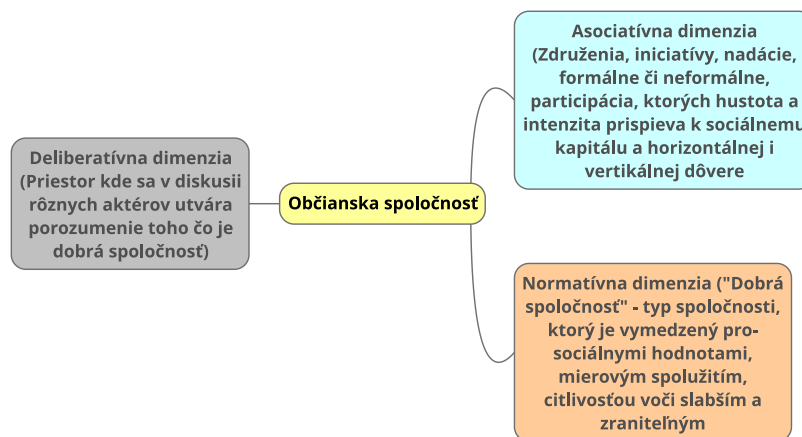 Asociatívna dimenzia
(Združenia, iniciatívy, nadácie,
formálne či neformálne,
participácia, ktorých hustota a
intenzita prispieva k sociálnemu
kapitálu a horizontálnej i
vertikálnej dôvere
Deliberatívna dimenzia
(Priestor kde sa v diskusii
rôznych aktérov utvára
porozumenie toho čo je
dobrá spoločnosť)
Občianska spoločnosť
Normatívna dimenzia ("Dobrá
spoločnosť" - typ spoločnosti,
ktorý je vymedzený pro-
sociálnymi hodnotami,
mierovým spolužitím,
citlivosťou voči slabším a
zraniteľným